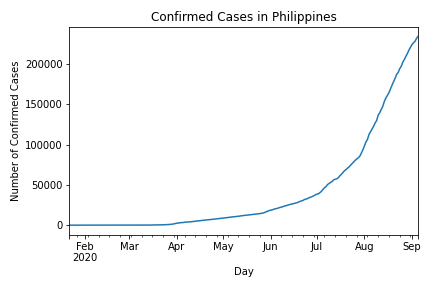 Confirmed Cases in Philippines
Number of Confirmed Cases
200000
150000
100000
50000
0
Feb Mar Apr May Jun Jul Aug Sep
2020
Day